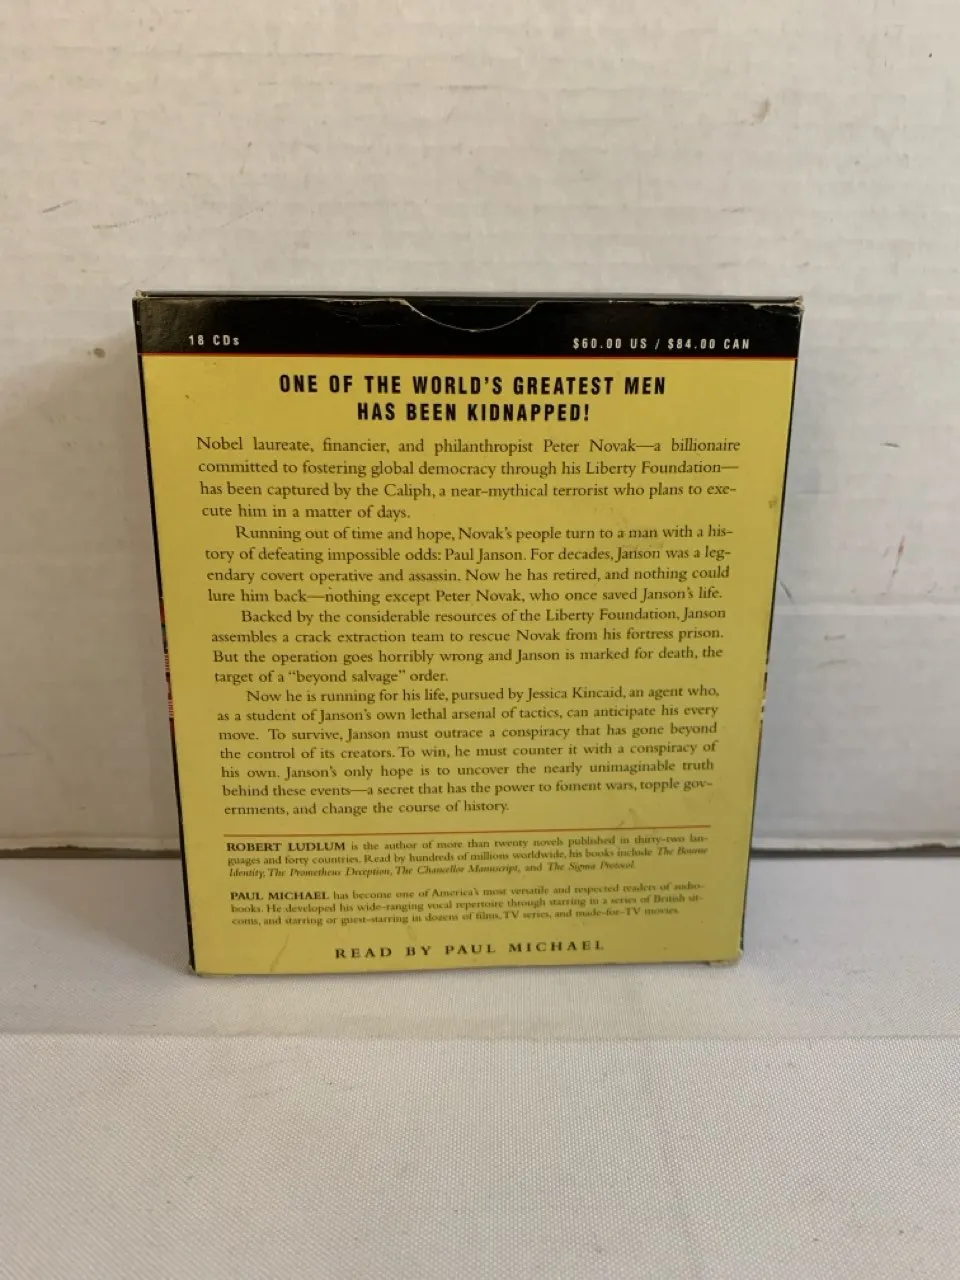 18 CDs
$60.00 US / $84.00 CAN
ONE OF THE WORLD'S GREATEST MEN
HAS BEEN KIDNAPPED!
Nobel laureate, financier, and philanthropist Peter Novak—a billionaire
committed to fostering global democracy through his Liberty Foundation—
has been captured by the Caliph, a near-mythical terrorist who plans to exe-
cute him in a matter of days.
Running out of time and hope, Novak's people turn to a man with a his-
tory of defeating impossible odds: Paul Janson. For decades, Janson was a leg-
endary covert operative and assassin. Now he has retired, and nothing could
lure him back—nothing except Peter Novak, who once saved Janson's life.
Backed by the considerable resources of the Liberty Foundation, Janson
assembles a crack extraction team to rescue Novak from his fortress prison.
But the operation goes horribly wrong and Janson is marked for death, the
target of a "beyond salvage" order.
Now he is running for his life, pursued by Jessica Kincaid, an agent who,
as a student of Janson's own lethal arsenal of tactics, can anticipate his every
move. To survive, Janson must outrace a conspiracy that has gone beyond
the control of its creators. To win, he must counter it with a conspiracy of
his own. Janson's only hope is to uncover the nearly unimaginable truth
behind these events—a secret that has the power to foment wars, topple gov-
ernments, and change the course of history.
ROBERT LUDLUM is the author of more than twenty novels published in thirty-two lan-
guages and forty countries. Read by hundreds of millions worldwide, his books include The Bourne
Identity, The Prometheus Deception, The Chancellor Manuscript, and The Sigma Protocol.
PAUL MICHAEL has become one of America's most versatile and respected readers of audio-
books. He developed his wide-ranging vocal repertoire through starring in a series of British sit-
coms, and starring or guest-starring in dozens of films, TV series, and made-for-TV movies.
READ BY PAUL MICHAEL